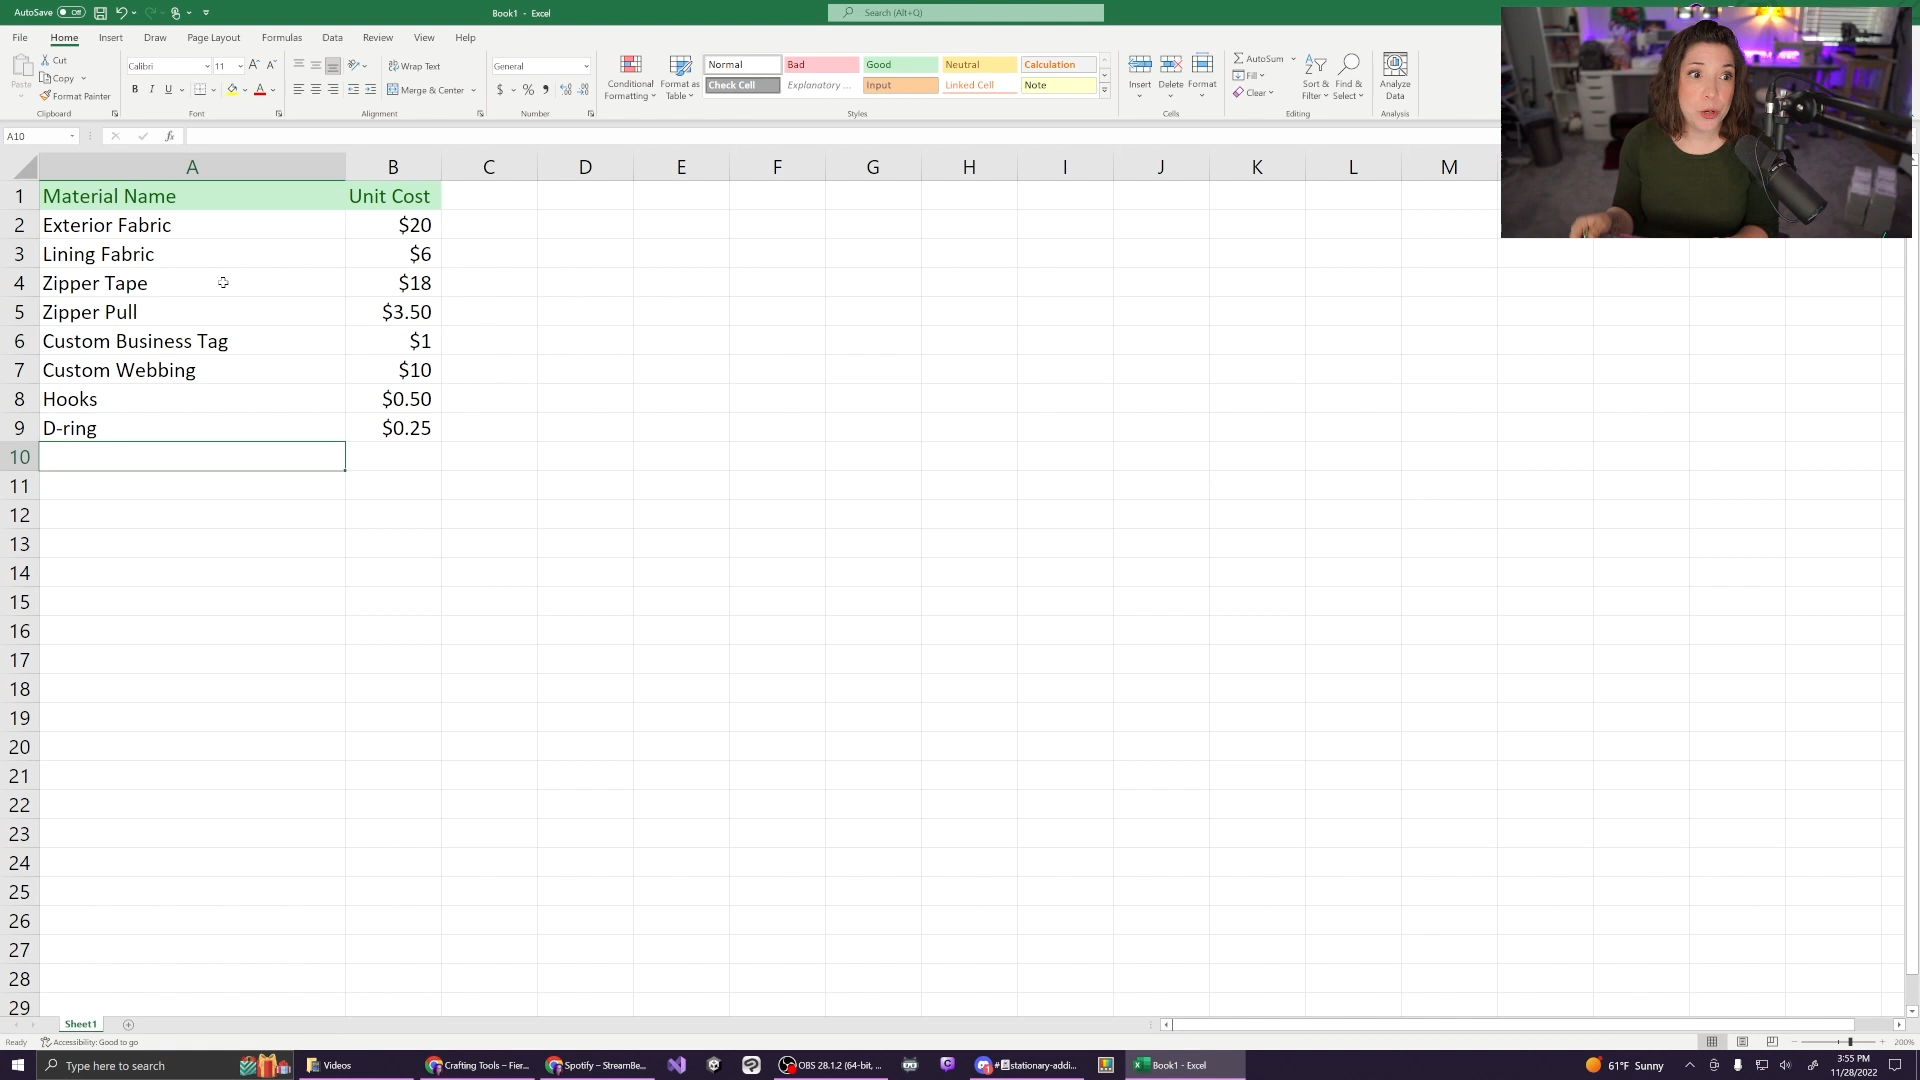 AutoSave Off Book1 - Excel Search (Alt+Q)
File Home Insert Draw Page Layout Formulas Data Review View Help
Paste Cut Copy Format Painter Clipboard
Calibri 11 A A B I U A Font
Wrap Text Merge & Center Alignment
General $ % , Number
Conditional Formatting Format as Table
Normal Bad Good Neutral Calculation
Check Cell Explanatory ... Input Linked Cell Note
Styles
Insert Delete Format Cells
AutoSum Fill Clear Sort & Filter Find & Select Editing
Analyze Data Analysis
A10 fx
A B C D E F G H I J K L M
1 Material Name Unit Cost
2 Exterior Fabric $20
3 Lining Fabric $6
4 Zipper Tape $18
5 Zipper Pull $3.50
6 Custom Business Tag $1
7 Custom Webbing $10
8 Hooks $0.50
9 D-ring $0.25
10
11
12
13
14
15
16
17
18
19
20
21
22
23
24
25
26
27
28
29
Sheet1
Ready Accessibility: Good to go 200%
Type here to search Videos Crafting Tools – Fier... Spotify – StreamBe... OBS 28.1.2 (64-bit, ... stationary-addi... Book1 - Excel 61°F Sunny 3:55 PM
11/28/2022